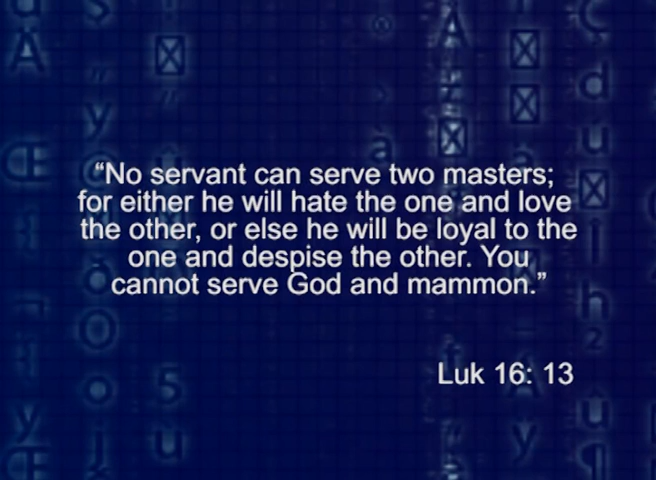 “No servant can serve two masters;
for either he will hate the one and love
the other, or else he will be loyal to the
one and despise the other. You
cannot serve God and mammon.”
Luk 16: 13